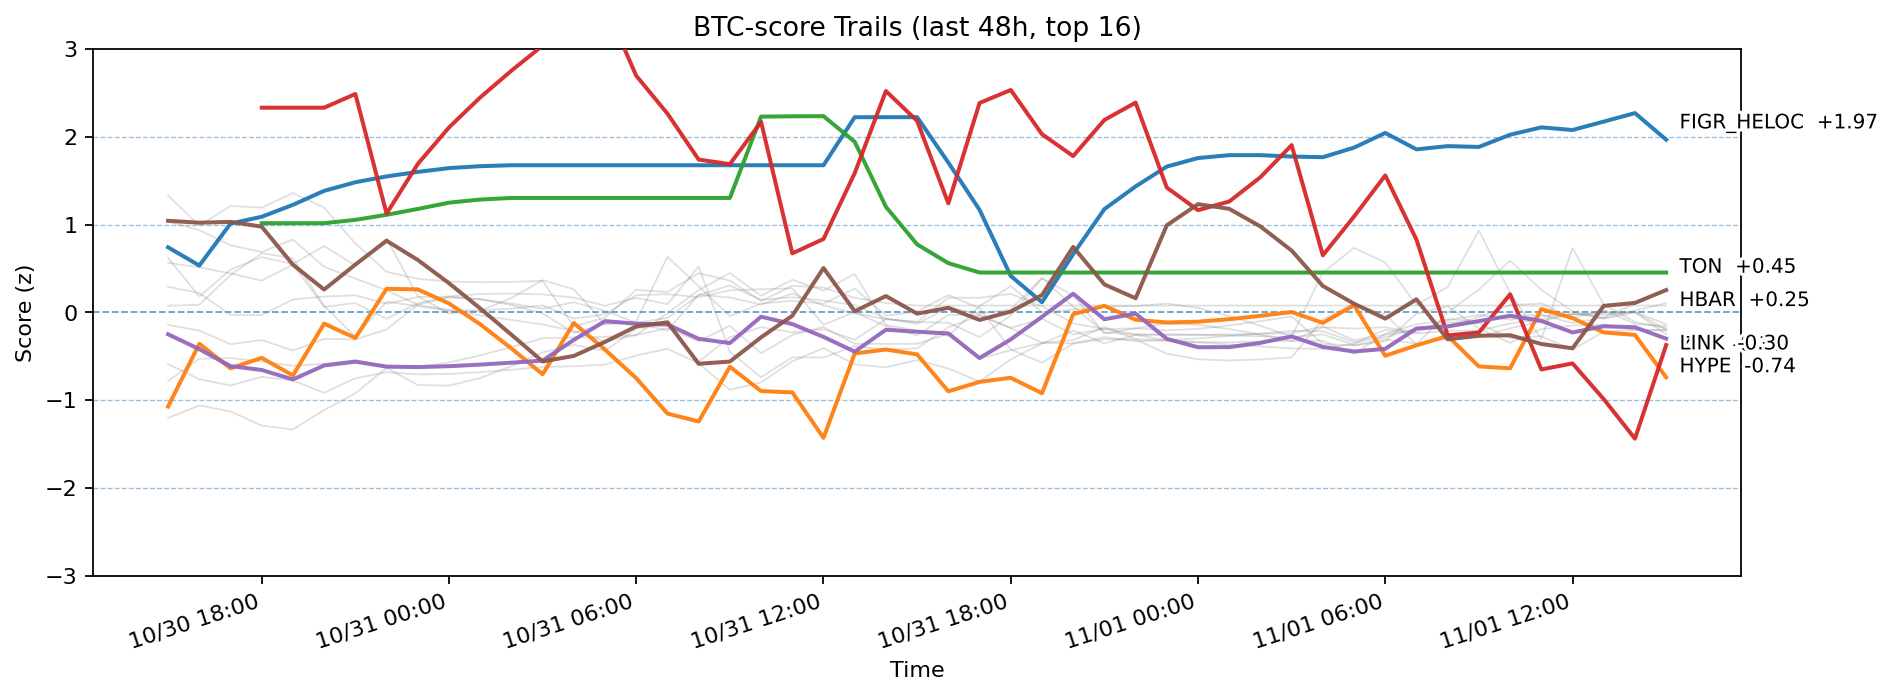 BTC-score Trails (last 48h, top 16)
3
2
1
0
−1
−2
−3
Score (z)
FIGR_HELOC +1.97
TON +0.45
HBAR +0.25
LINK -0.30
HYPE -0.74
10/30 18:00
10/31 00:00
10/31 06:00
10/31 12:00
10/31 18:00
11/01 00:00
11/01 06:00
11/01 12:00
Time